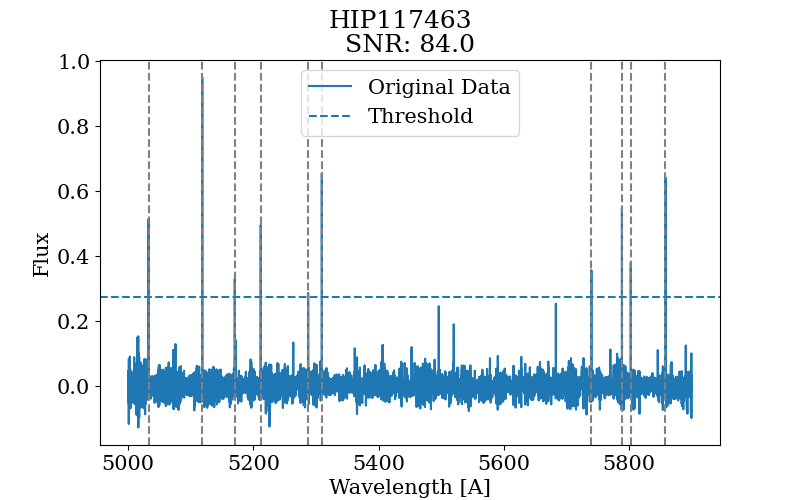 HIP117463
SNR: 84.0
Original Data
Threshold
Flux
1.0
0.8
0.6
0.4
0.2
0.0
5000 5200 5400 5600 5800
Wavelength [A]